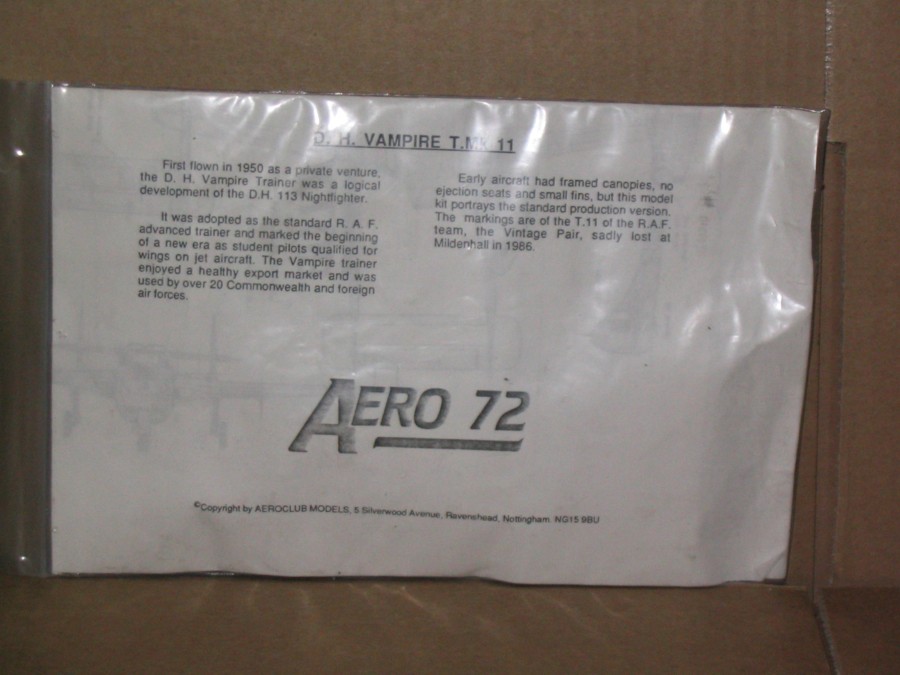 D. H. VAMPIRE T.Mk 11
First flown in 1950 as a private venture,
the D. H. Vampire Trainer was a logical
development of the D.H. 113 Nightfighter.
It was adopted as the standard R. A. F.
advanced trainer and marked the beginning
of a new era as student pilots qualified for
wings on jet aircraft. The Vampire trainer
enjoyed a healthy export market and was
used by over 20 Commonwealth and foreign
air forces.
Early aircraft had framed canopies, no
ejection seats and small fins, but this model
kit portrays the standard production version.
The markings are of the T.11 of the R.A.F.
team, the Vintage Pair, sadly lost at
Mildenhall in 1986.
AERO 72
©Copyright by AEROCLUB MODELS, 5 Silverwood Avenue, Ravenshead, Nottingham. NG15 9BU